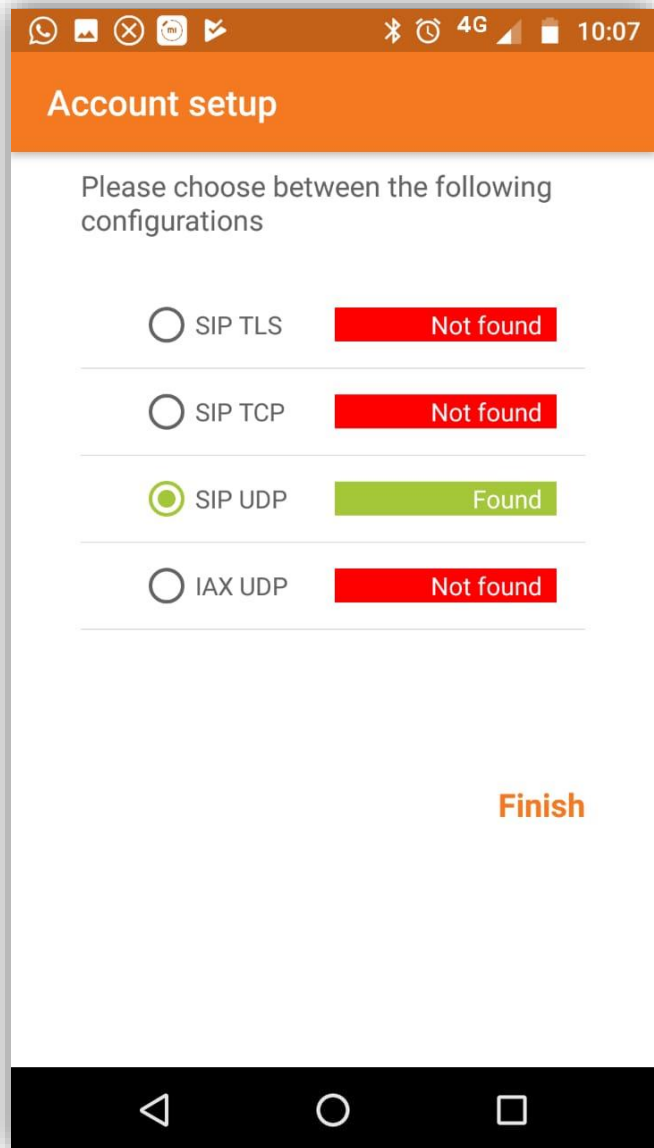 4G 10:07
Account setup
Please choose between the following
configurations
SIP TLS Not found
SIP TCP Not found
SIP UDP Found
IAX UDP Not found
Finish